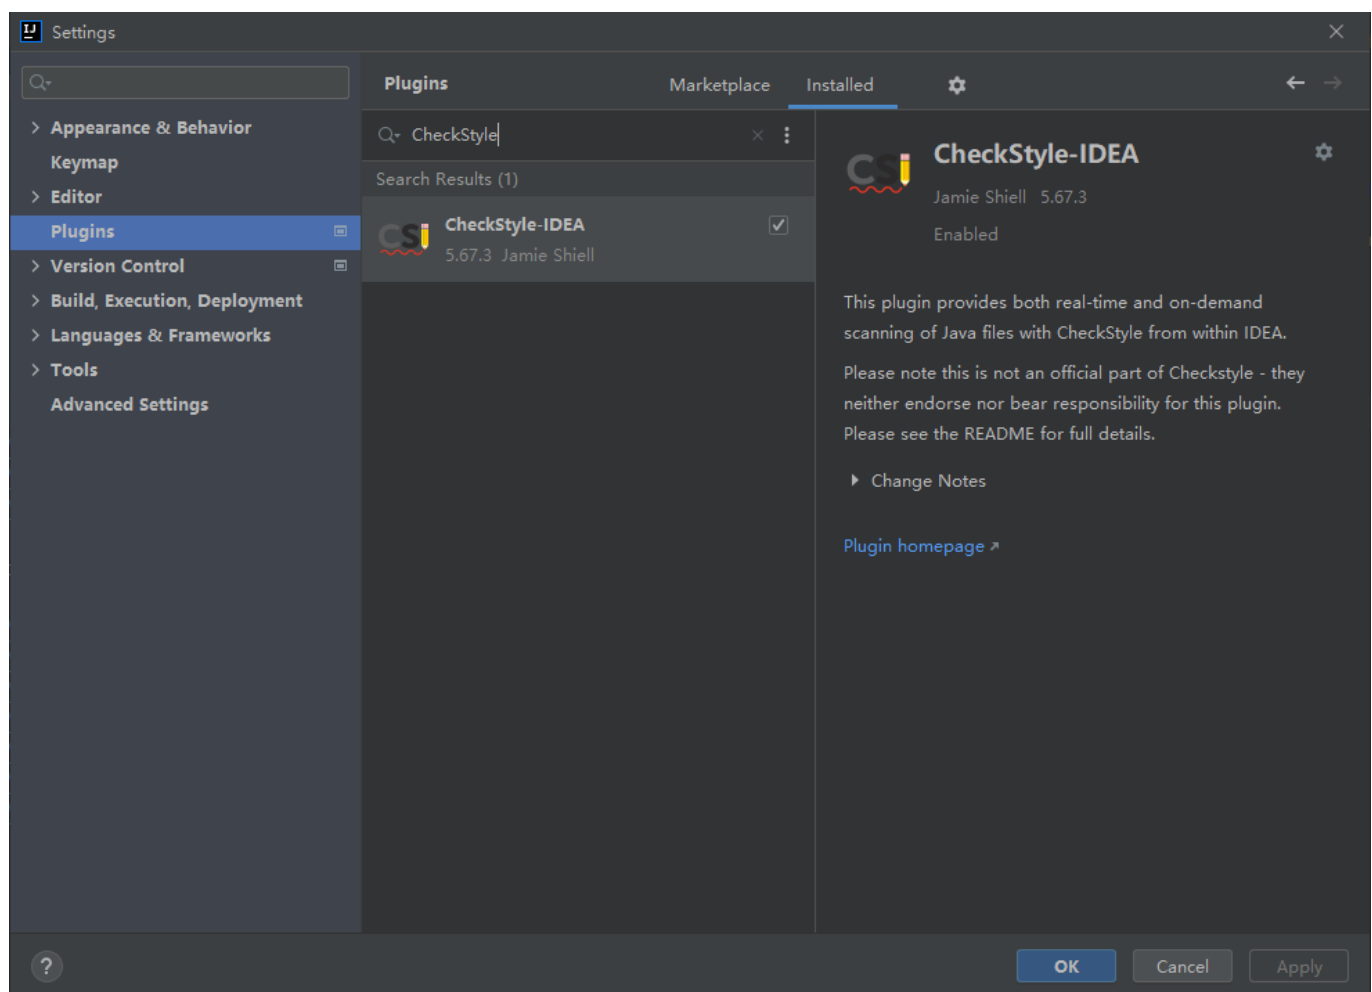 Settings
Appearance & Behavior
Keymap
Editor
Plugins
Version Control
Build, Execution, Deployment
Languages & Frameworks
Tools
Advanced Settings
Plugins
Marketplace
Installed
CheckStyle
Search Results (1)
CSi
CheckStyle-IDEA
5.67.3 Jamie Shiell
CSi
CheckStyle-IDEA
Jamie Shiell 5.67.3
Enabled
This plugin provides both real-time and on-demand
scanning of Java files with CheckStyle from within IDEA.
Please note this is not an official part of Checkstyle - they
neither endorse nor bear responsibility for this plugin.
Please see the README for full details.
Change Notes
Plugin homepage
?
OK
Cancel
Apply